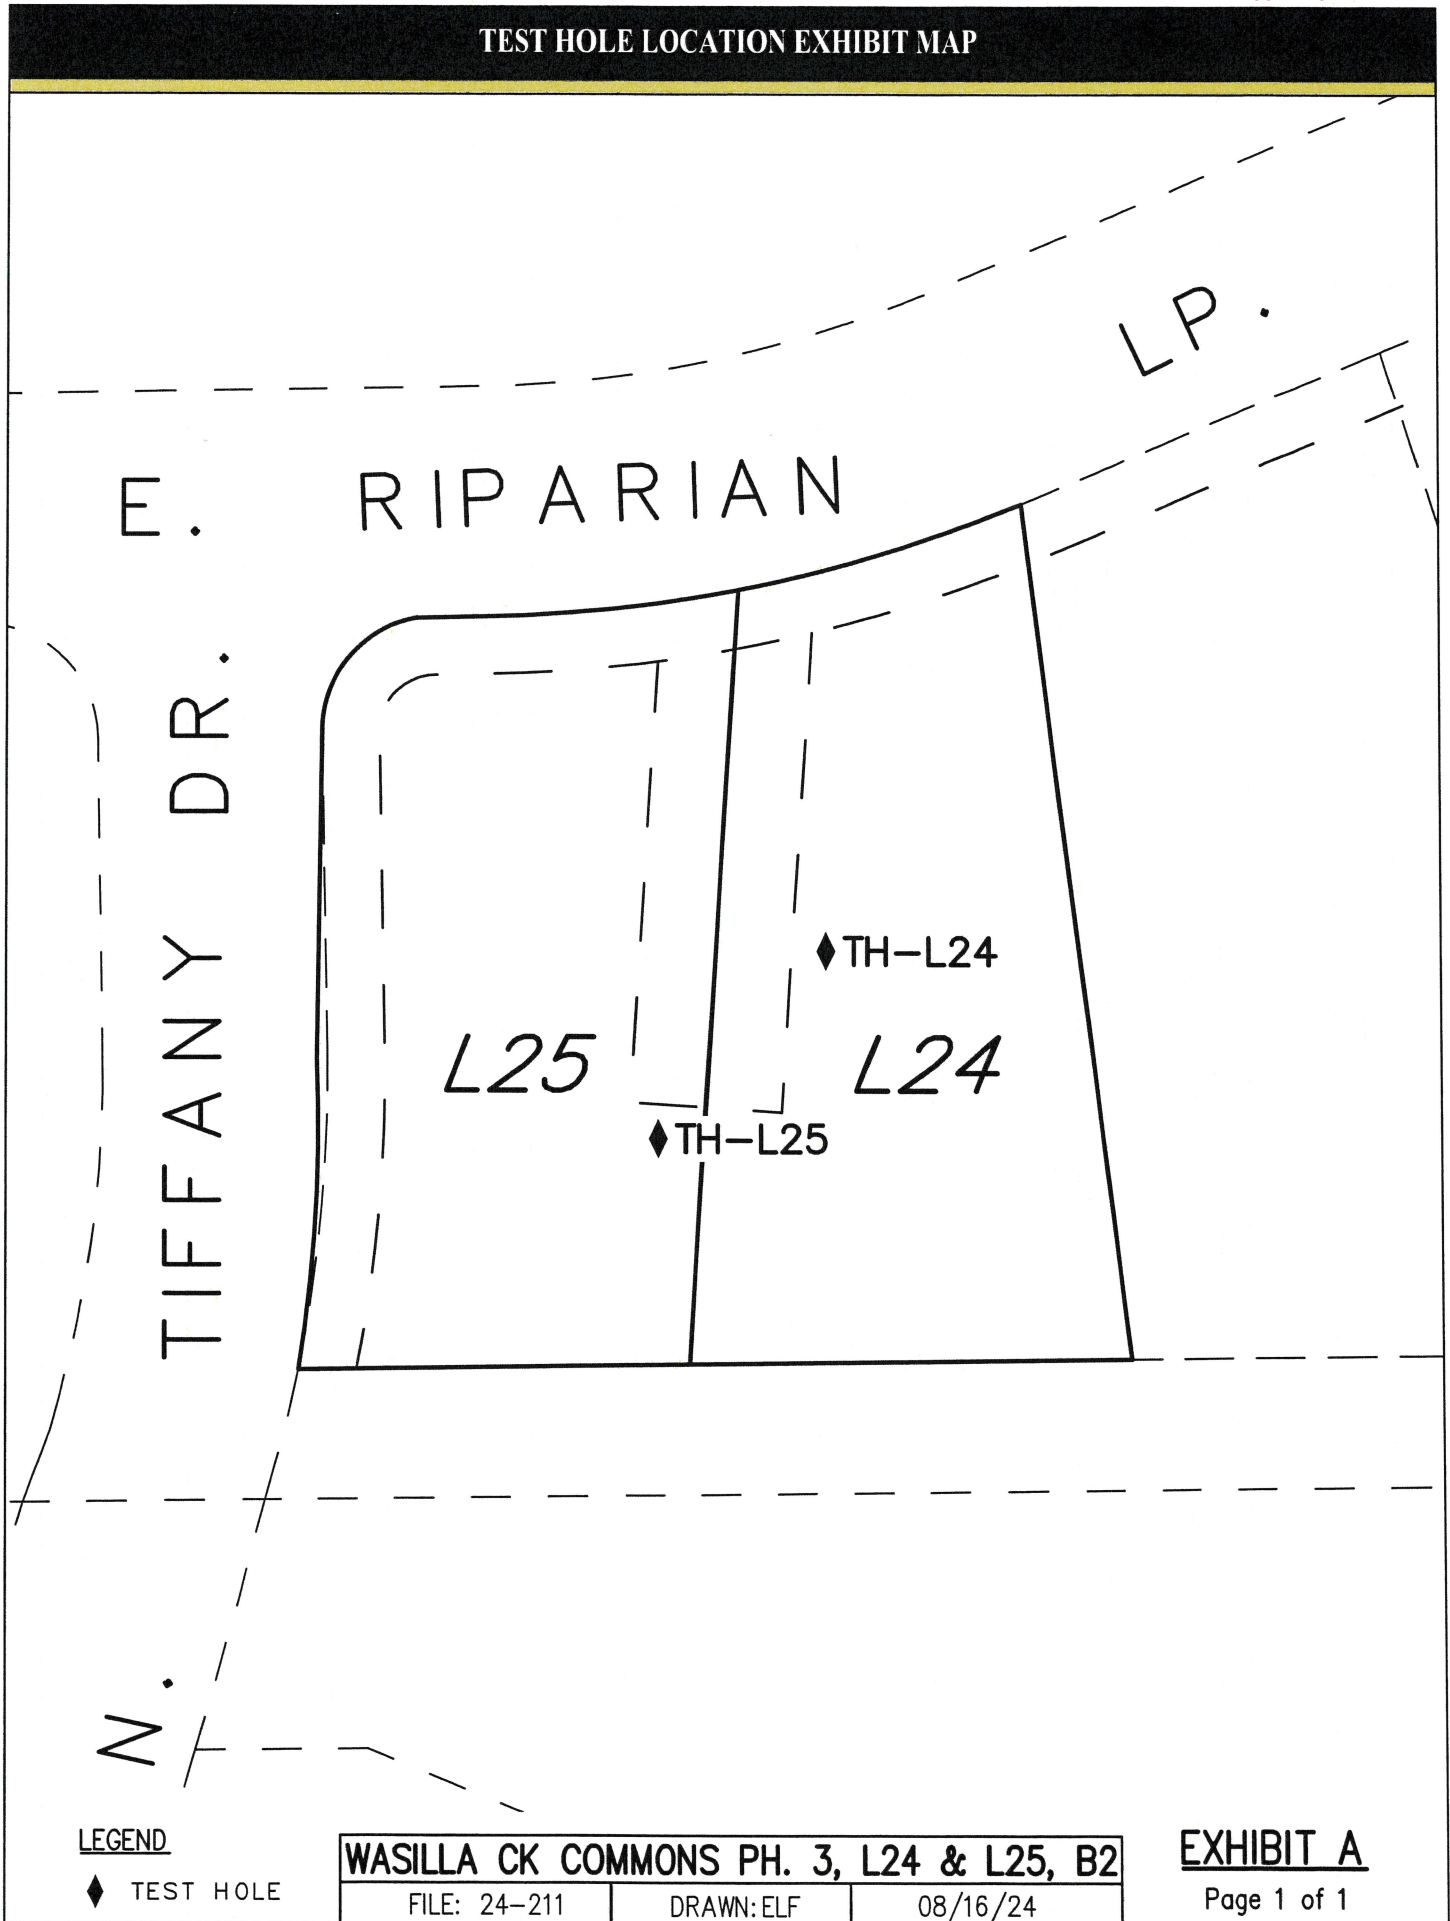 TEST HOLE LOCATION EXHIBIT MAP
E. RIPARIAN LP.
N. TIFFANY DR.
TH-L24
L25
L24
TH-L25
LEGEND
TEST HOLE
WASILLA CK COMMONS PH. 3, L24 & L25, B2
FILE: 24-211
DRAWN: ELF
08/16/24
EXHIBIT A
Page 1 of 1